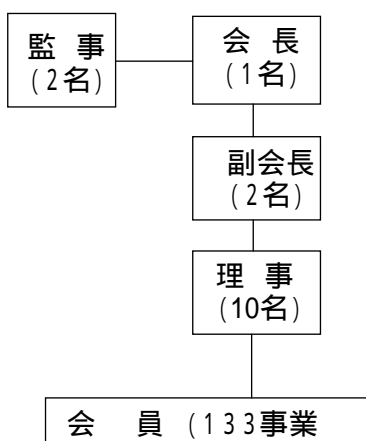 監　事
(２名)
会　長
(１名)
副会長
(２名)
理　事
(10名)
会　　員　(１３３事業